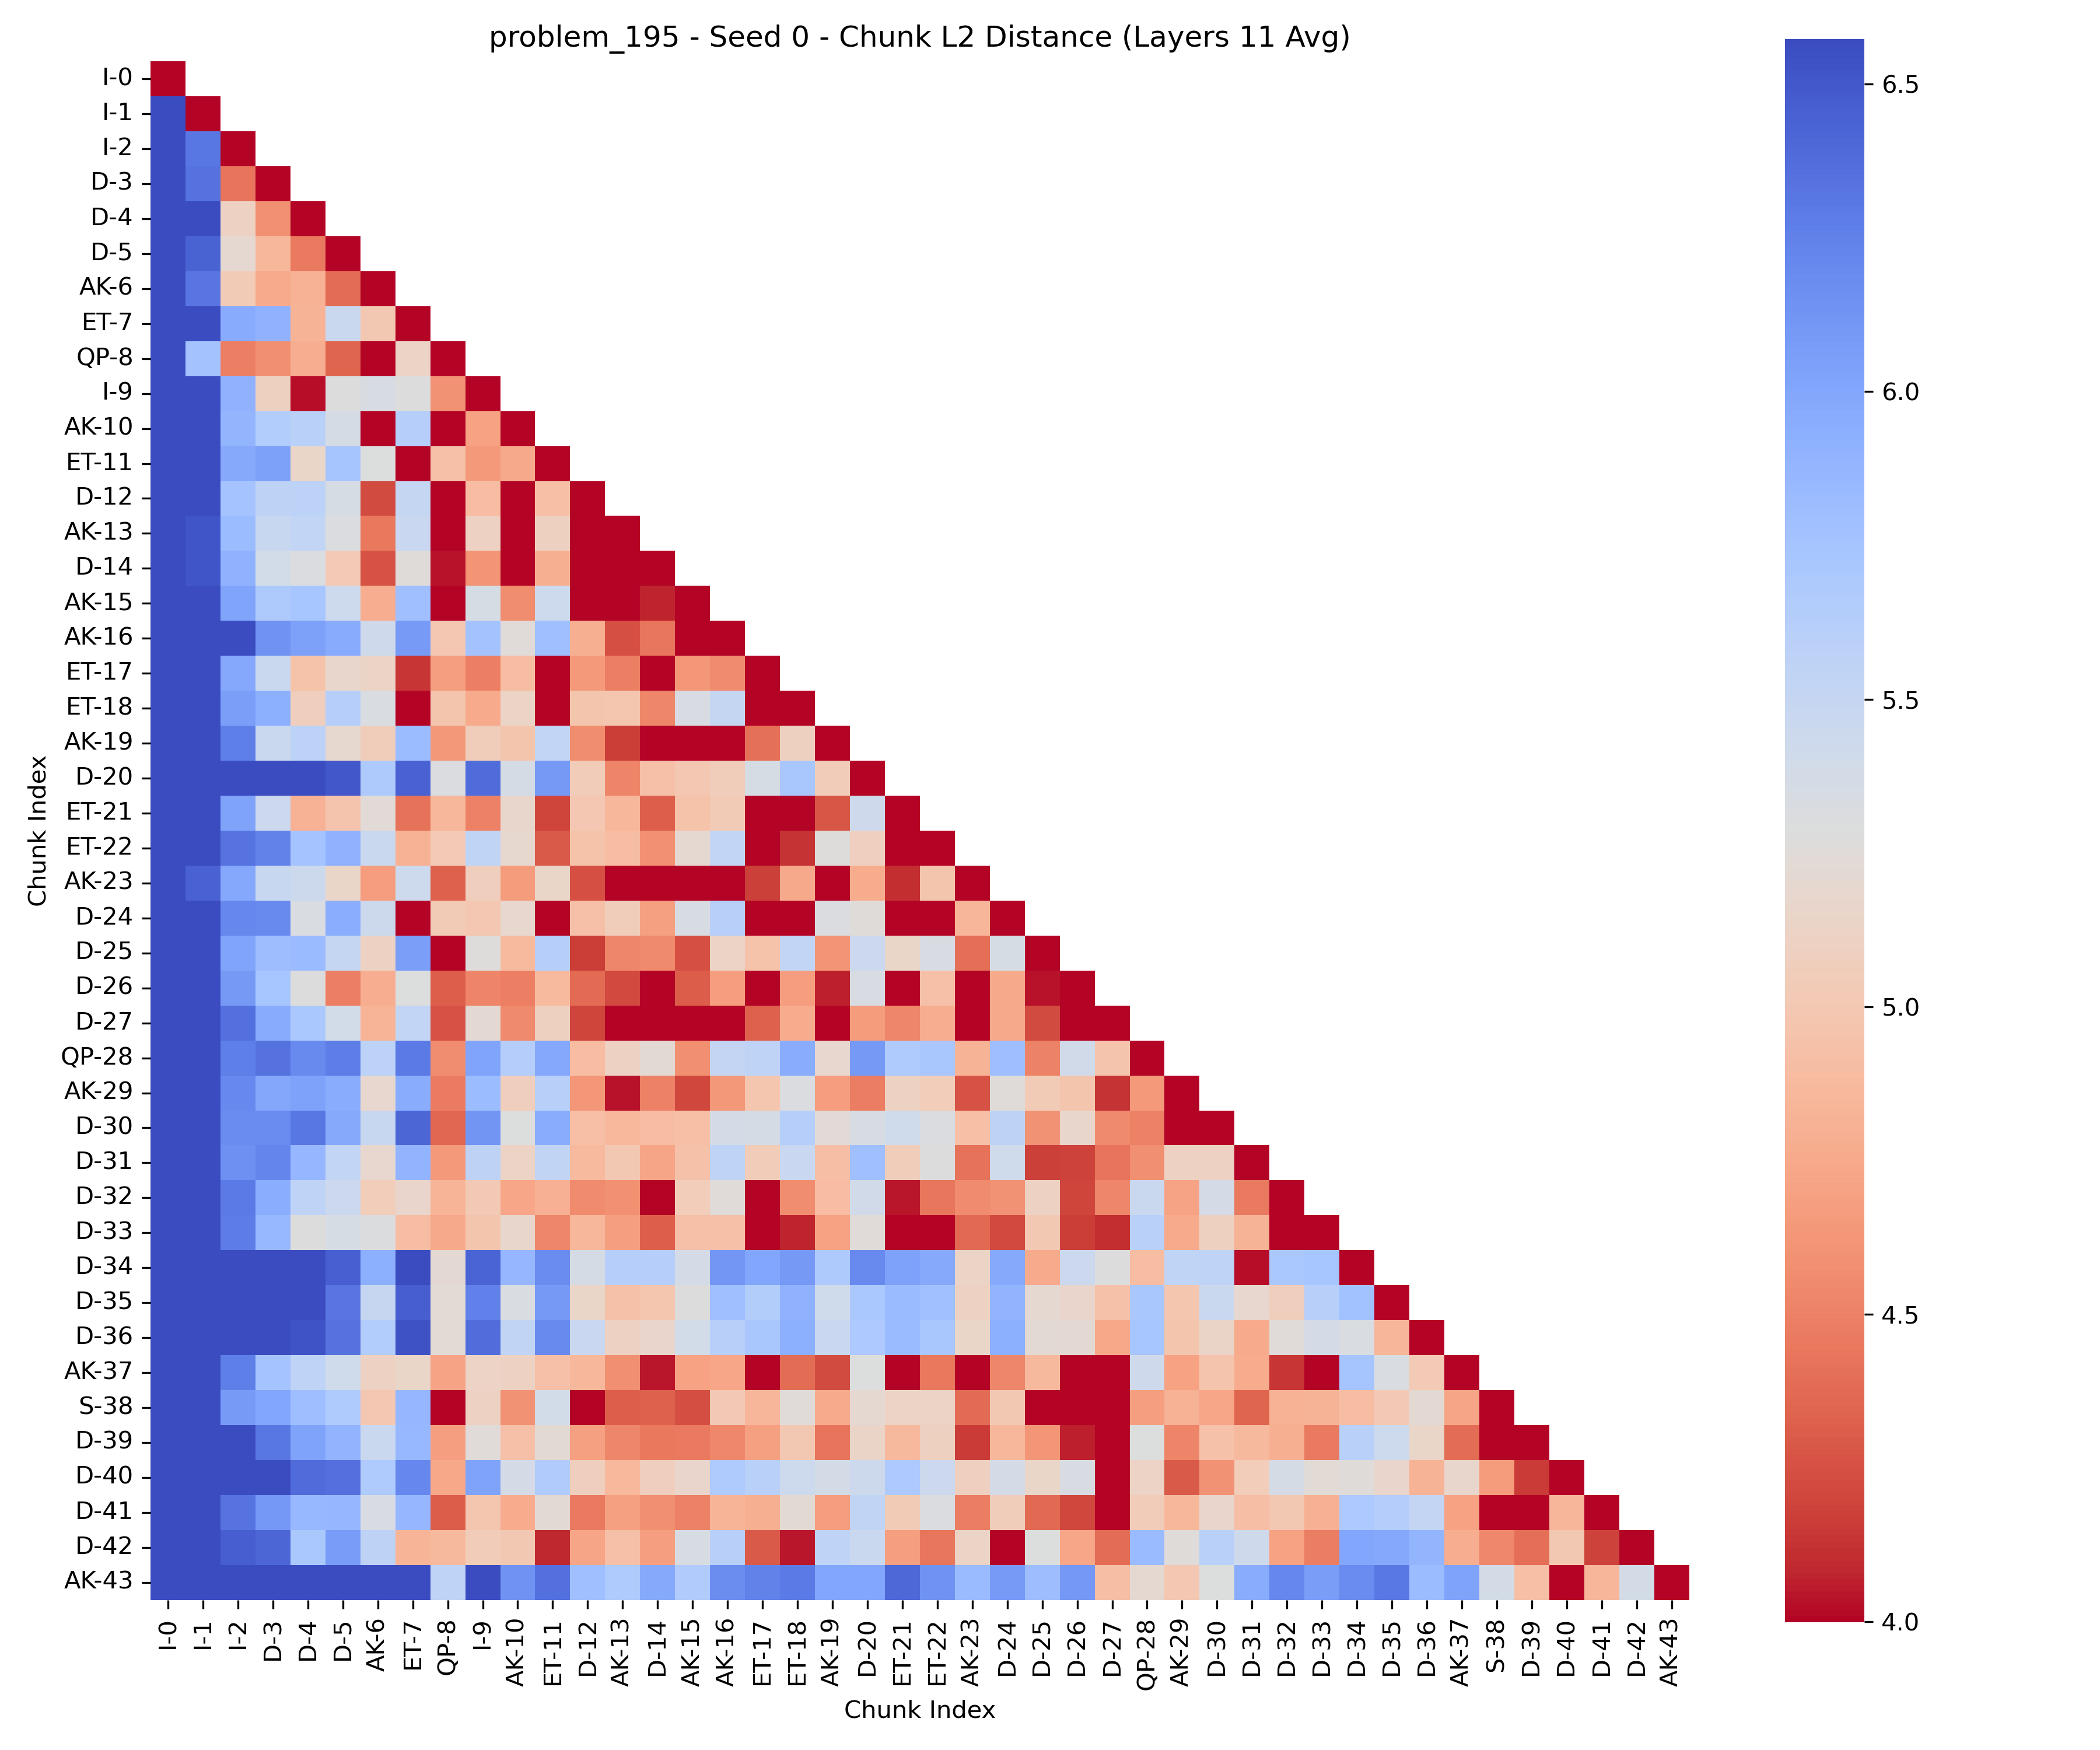 problem_195 - Seed 0 - Chunk L2 Distance (Layers 11 Avg)
Chunk Index
I-0
I-1
I-2
D-3
D-4
D-5
AK-6
ET-7
QP-8
I-9
AK-10
ET-11
D-12
AK-13
D-14
AK-15
AK-16
ET-17
ET-18
AK-19
D-20
ET-21
ET-22
AK-23
D-24
D-25
D-26
D-27
QP-28
AK-29
D-30
D-31
D-32
D-33
D-34
D-35
D-36
AK-37
S-38
D-39
D-40
D-41
D-42
AK-43
I-0
I-1
I-2
D-3
D-4
D-5
AK-6
ET-7
QP-8
I-9
AK-10
ET-11
D-12
AK-13
D-14
AK-15
AK-16
ET-17
ET-18
AK-19
D-20
ET-21
ET-22
AK-23
D-24
D-25
D-26
D-27
QP-28
AK-29
D-30
D-31
D-32
D-33
D-34
D-35
D-36
AK-37
S-38
D-39
D-40
D-41
D-42
AK-43
Chunk Index
6.5
6.0
5.5
5.0
4.5
4.0